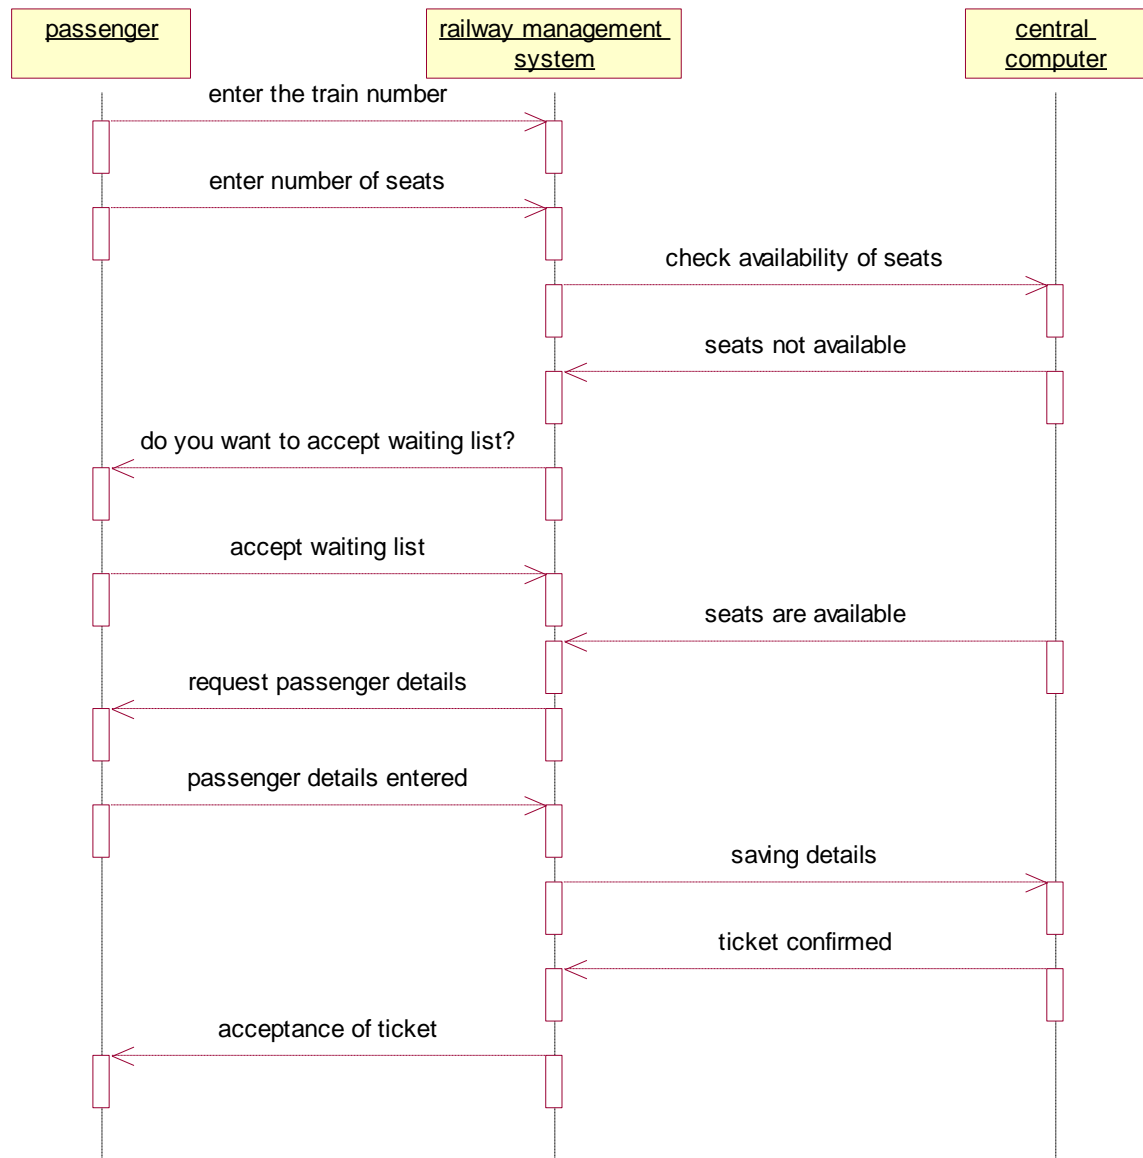 passenger
railway management
system
central
computer
enter the train number
enter number of seats
check availability of seats
seats not available
do you want to accept waiting list?
accept waiting list
seats are available
request passenger details
passenger details entered
saving details
ticket confirmed
acceptance of ticket